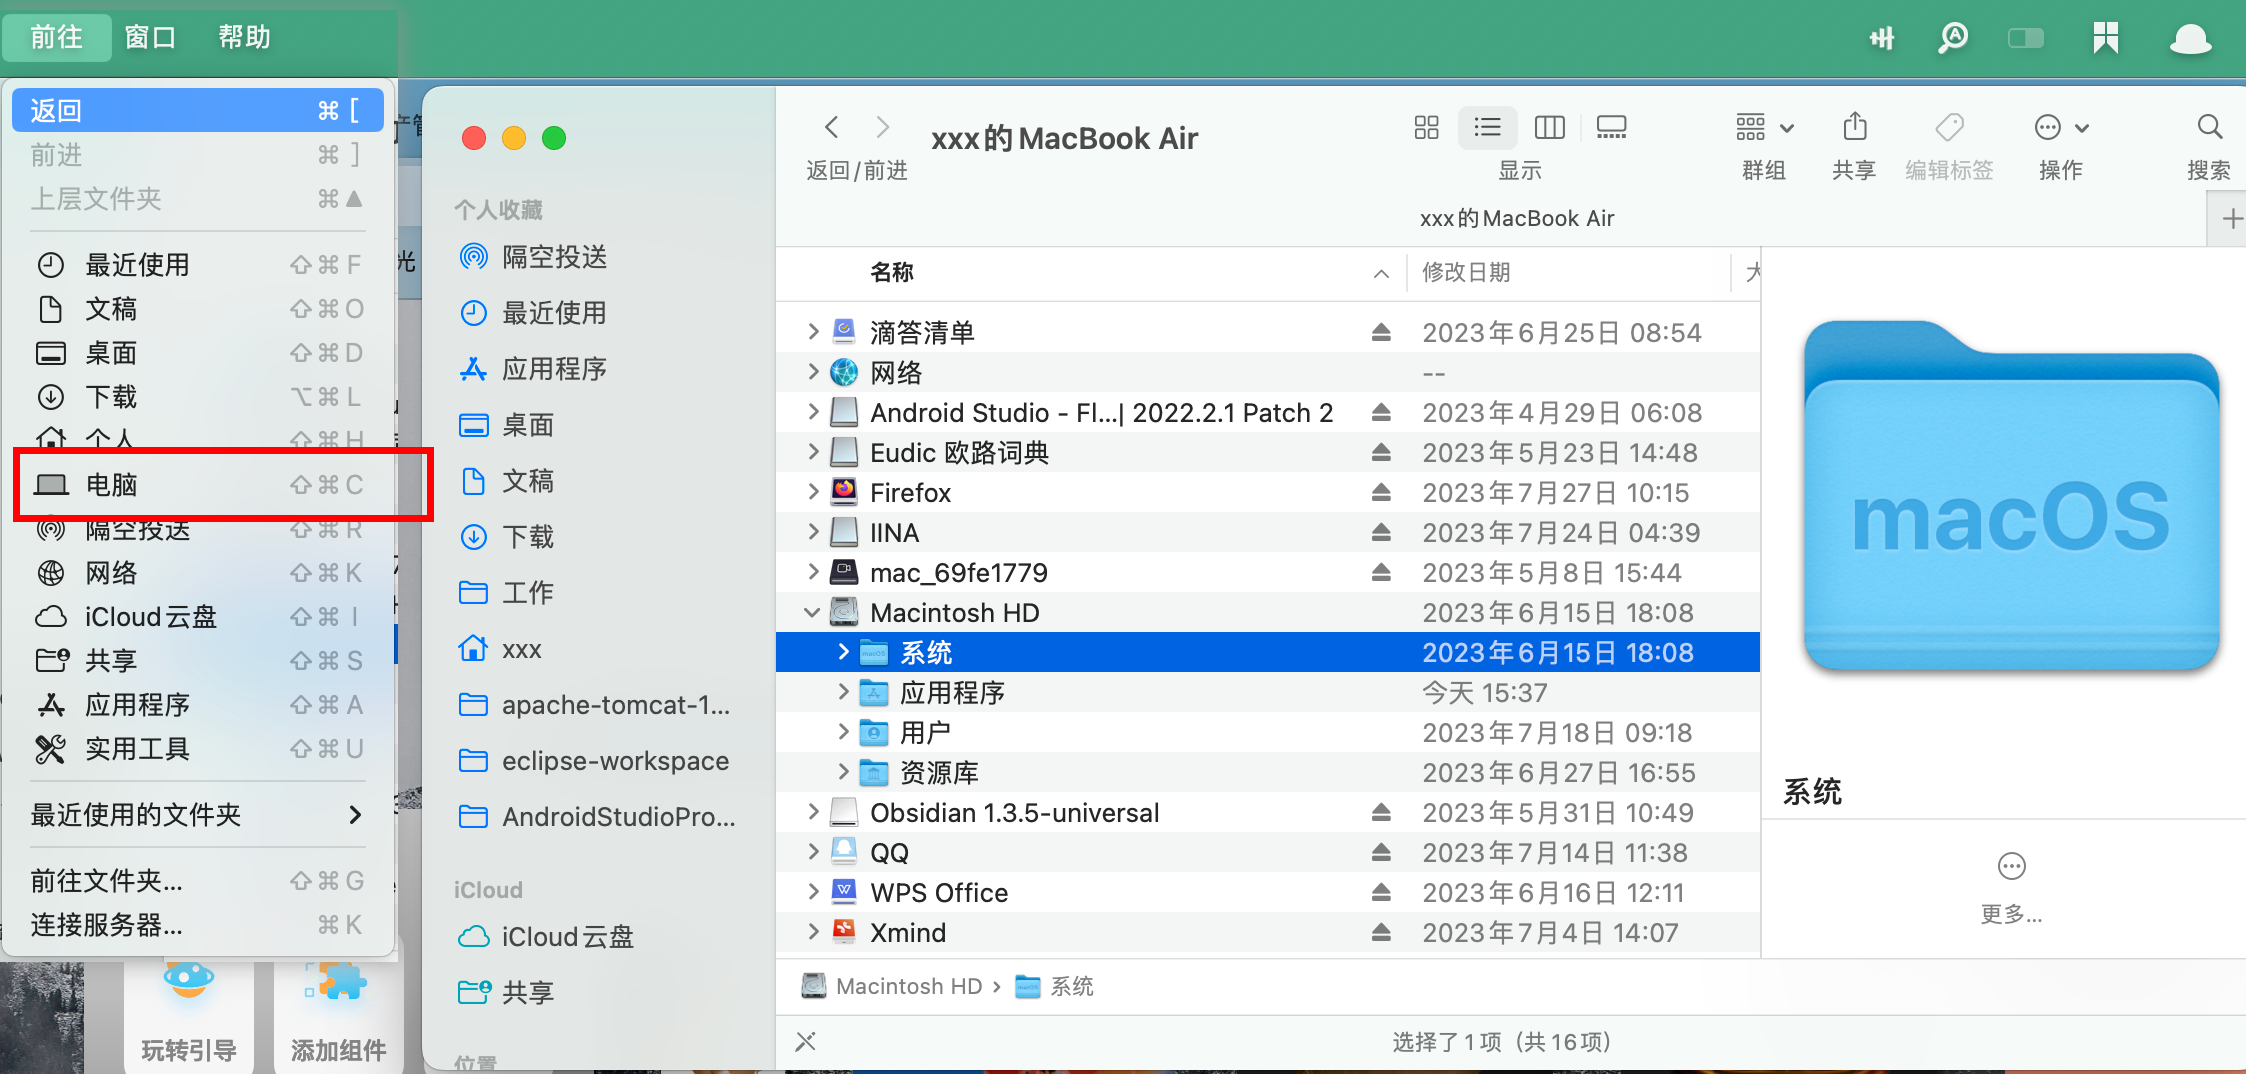 前往 窗口 帮助
返回 ⌘ [
前进 ⌘ ]
上层文件夹 ⌘▲
最近使用 ⇧⌘F
文稿 ⇧⌘O
桌面 ⇧⌘D
下载 ⌥⌘L
个人 ⇧⌘H
电脑 ⇧⌘C
隔空投送 ⇧⌘R
网络 ⇧⌘K
iCloud云盘 ⇧⌘I
共享 ⇧⌘S
应用程序 ⇧⌘A
实用工具 ⇧⌘U
最近使用的文件夹
前往文件夹... ⇧⌘G
连接服务器... ⌘K
玩转引导
添加组件
光
个人收藏
隔空投送
最近使用
应用程序
桌面
文稿
下载
工作
xxx
apache-tomcat-1...
eclipse-workspace
AndroidStudioPro...
iCloud
iCloud云盘
共享
位置
xxx的MacBook Air
返回/前进
显示
群组
共享
编辑标签
操作
搜索
xxx的MacBook Air
名称 修改日期
滴答清单 2023年6月25日 08:54
网络 --
Android Studio - Fl...| 2022.2.1 Patch 2 2023年4月29日 06:08
Eudic 欧路词典 2023年5月23日 14:48
Firefox 2023年7月27日 10:15
IINA 2023年7月24日 04:39
mac_69fe1779 2023年5月8日 15:44
Macintosh HD 2023年6月15日 18:08
系统 2023年6月15日 18:08
应用程序 今天 15:37
用户 2023年7月18日 09:18
资源库 2023年6月27日 16:55
Obsidian 1.3.5-universal 2023年5月31日 10:49
QQ 2023年7月14日 11:38
WPS Office 2023年6月16日 12:11
Xmind 2023年7月4日 14:07
macOS
系统
更多...
Macintosh HD › 系统
选择了1项（共16项）